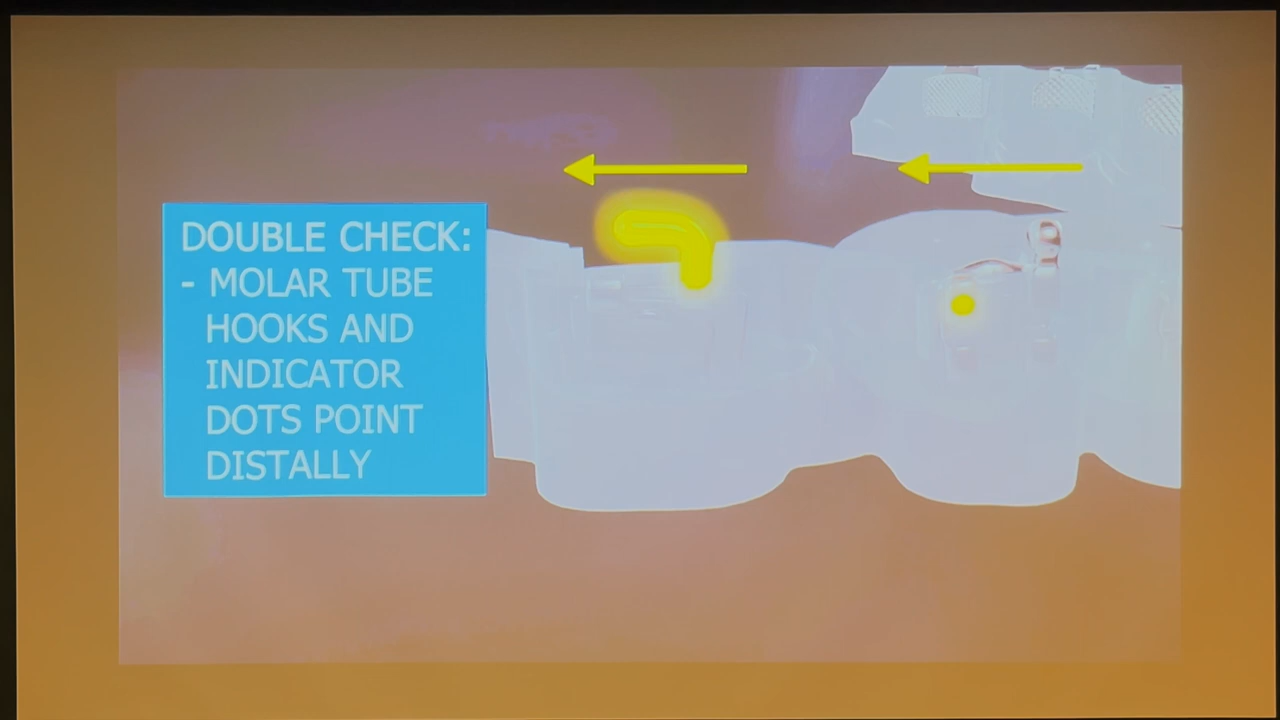 DOUBLE CHECK:
- MOLAR TUBE
HOOKS AND
INDICATOR
DOTS POINT
DISTALLY